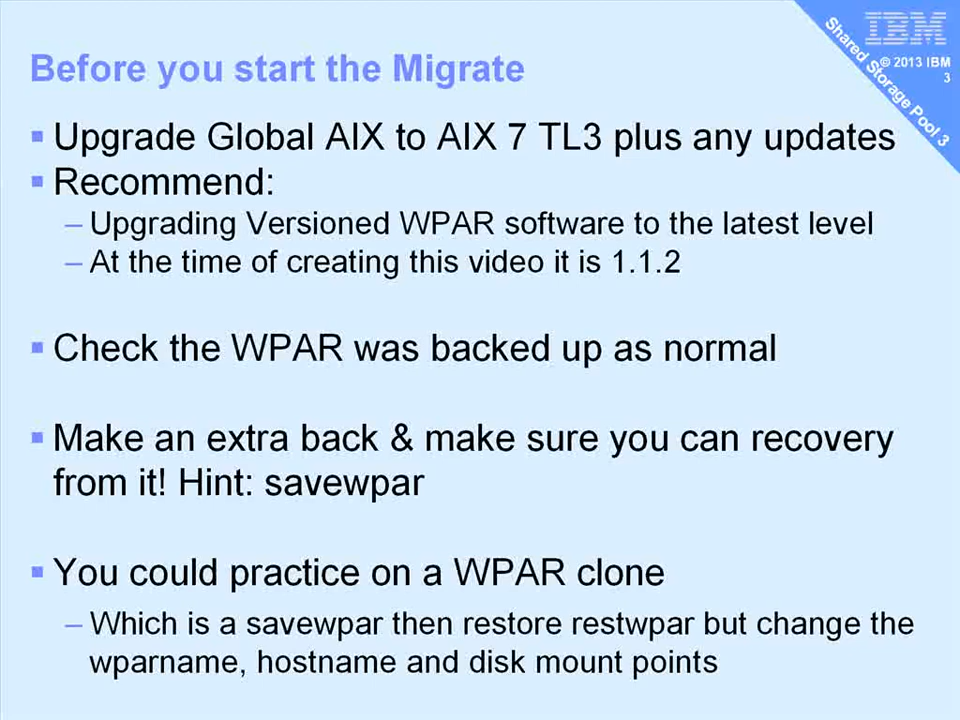 Before you start the Migrate
Shared Storage Pool 3
IBM
© 2013 IBM
3
▪ Upgrade Global AIX to AIX 7 TL3 plus any updates
▪ Recommend:
– Upgrading Versioned WPAR software to the latest level
– At the time of creating this video it is 1.1.2
▪ Check the WPAR was backed up as normal
▪ Make an extra back & make sure you can recovery
from it! Hint: savewpar
▪ You could practice on a WPAR clone
– Which is a savewpar then restore restwpar but change the
wparname, hostname and disk mount points